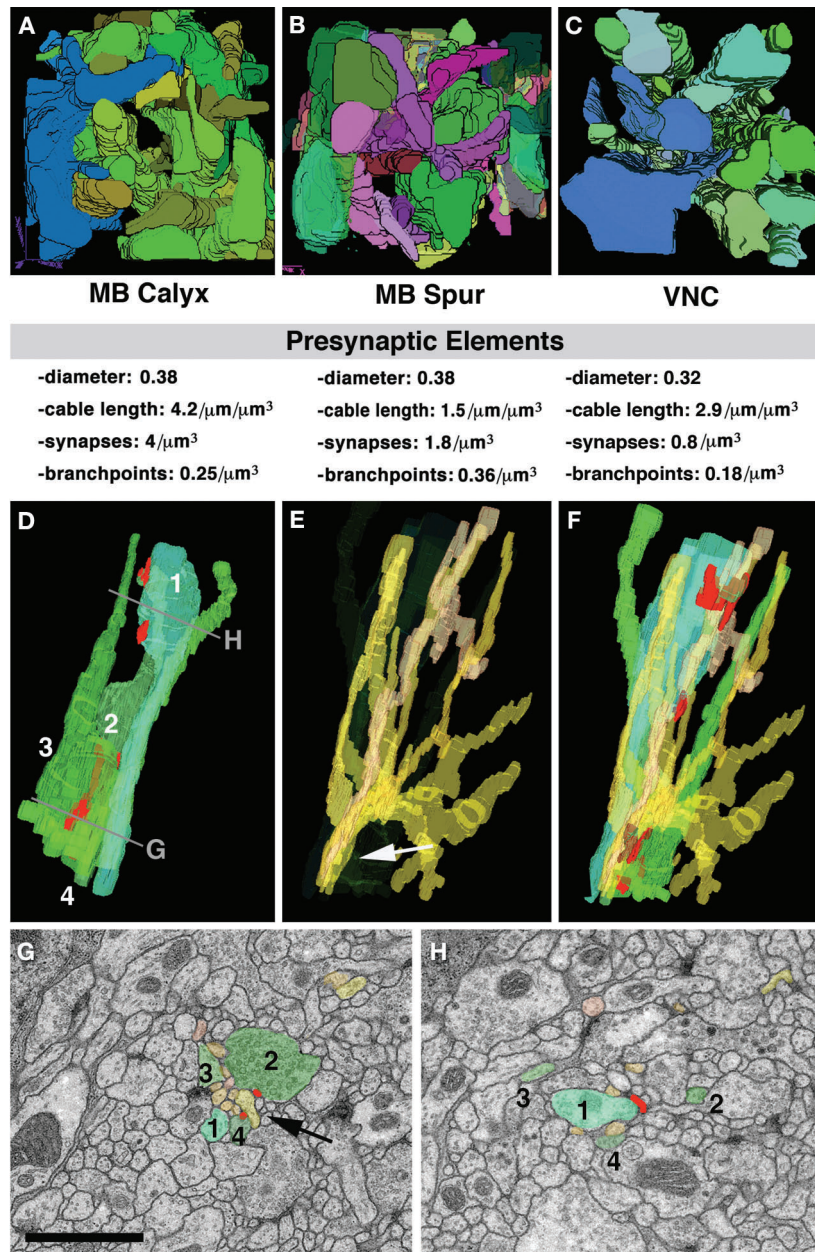 A B C
MB Calyx MB Spur VNC
Presynaptic Elements
-diameter: 0.38
-cable length: 4.2/µm/µm³
-synapses: 4/µm³
-branchpoints: 0.25/µm³
-diameter: 0.38
-cable length: 1.5/µm/µm³
-synapses: 1.8/µm³
-branchpoints: 0.36/µm³
-diameter: 0.32
-cable length: 2.9/µm/µm³
-synapses: 0.8/µm³
-branchpoints: 0.18/µm³
D E F
1
H
2
3
G
4
G H
2
3
1 4
1
2
3
4